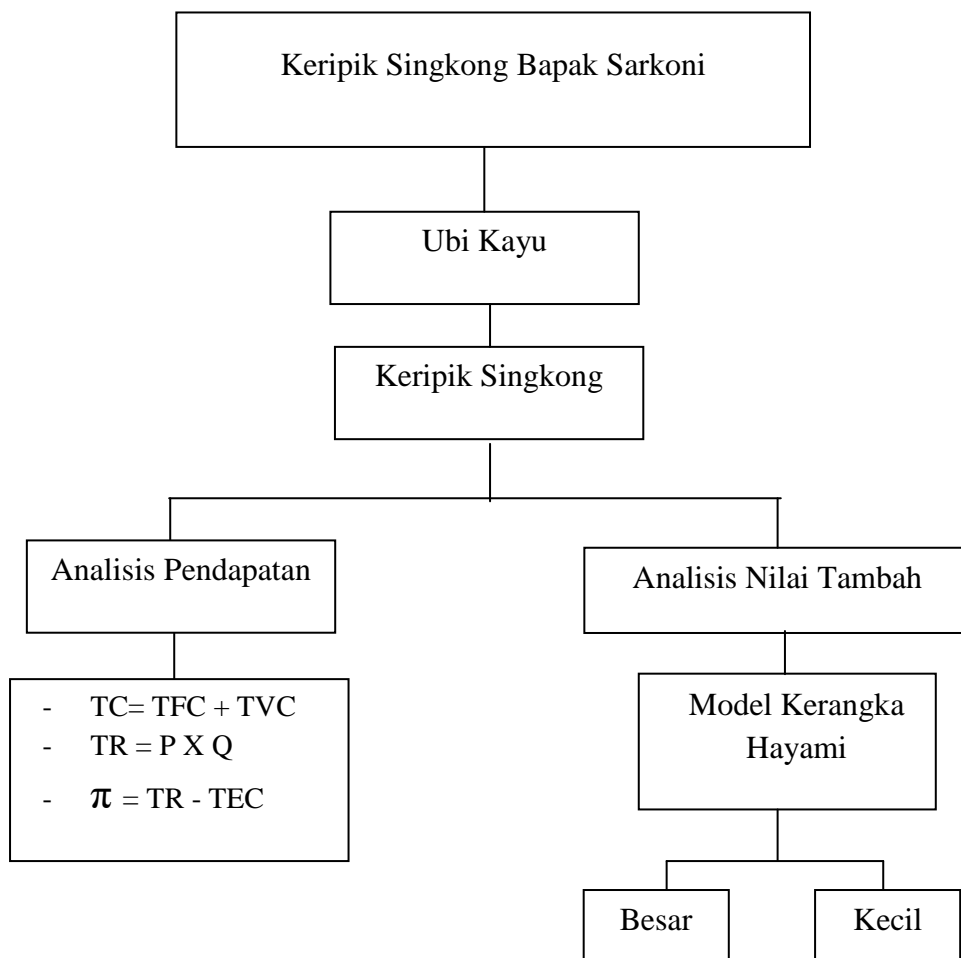 Keripik Singkong Bapak Sarkoni
Ubi Kayu
Keripik Singkong
Analisis Pendapatan
- TC= TFC + TVC
- TR = P X Q
- π = TR - TEC
Analisis Nilai Tambah
Model Kerangka
Hayami
Besar
Kecil